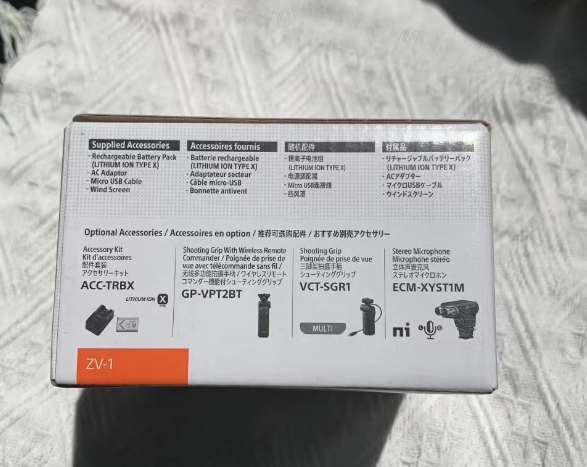 Supplied Accessories
- Rechargeable Battery Pack
(LITHIUM ION TYPE X)
- AC Adaptor
- Micro USB Cable
- Wind Screen
Accessoires fournis
- Batterie rechargeable
(LITHIUM ION TYPE X)
- Adaptateur secteur
- Câble micro-USB
- Bonnette antivent
随机配件
- 锂离子电池组
(LITHIUM ION TYPE X)
- 电源适配器
- Micro USB连接线
- 挡风罩
付属品
- リチャージャブルバッテリーパック
(LITHIUM ION TYPE X)
- ACアダプター
- マイクロUSBケーブル
- ウインドスクリーン
Optional Accessories / Accessoires en option / 推荐可选购配件 / おすすめ別売アクセサリー
Accessory Kit
Kit d'accessoires
配件套装
アクセサリーキット
ACC-TRBX
LITHIUM ION X
Shooting Grip With Wireless Remote
Commander / Poignée de prise de
vue avec télécommande sans fil /
无线多功能拍摄手柄 / ワイヤレスリモート
コマンダー機能付シューティンググリップ
GP-VPT2BT
Shooting Grip
Poignée de prise de vue
三脚架拍摄手柄
シューティンググリップ
VCT-SGR1
MULTI
Stereo Microphone
Microphone stéréo
立体声麦克风
ステレオマイクロホン
ECM-XYST1M
ZV-1